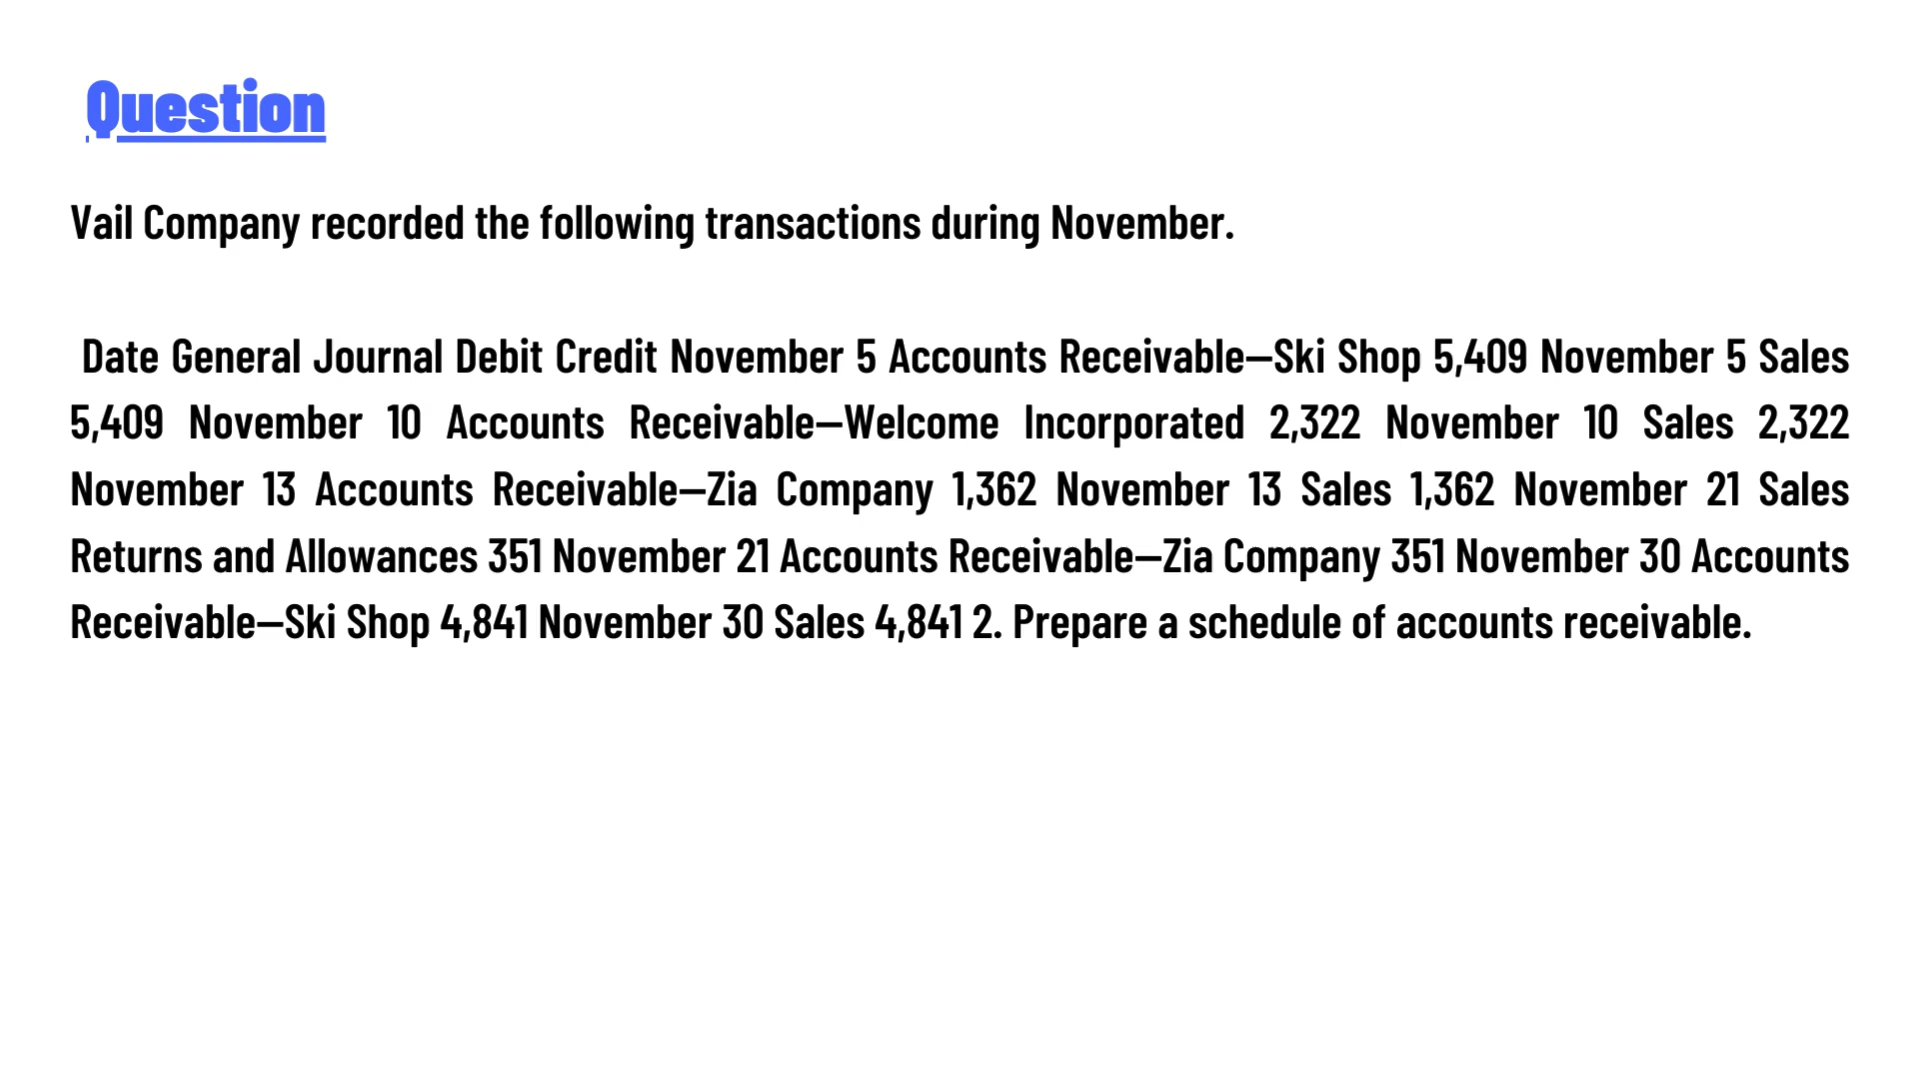 Question
Vail Company recorded the following transactions during November.
Date General Journal Debit Credit November 5 Accounts Receivable—Ski Shop 5,409 November 5 Sales
5,409 November 10 Accounts Receivable—Welcome Incorporated 2,322 November 10 Sales 2,322
November 13 Accounts Receivable—Zia Company 1,362 November 13 Sales 1,362 November 21 Sales
Returns and Allowances 351 November 21 Accounts Receivable—Zia Company 351 November 30 Accounts
Receivable—Ski Shop 4,841 November 30 Sales 4,841 2. Prepare a schedule of accounts receivable.